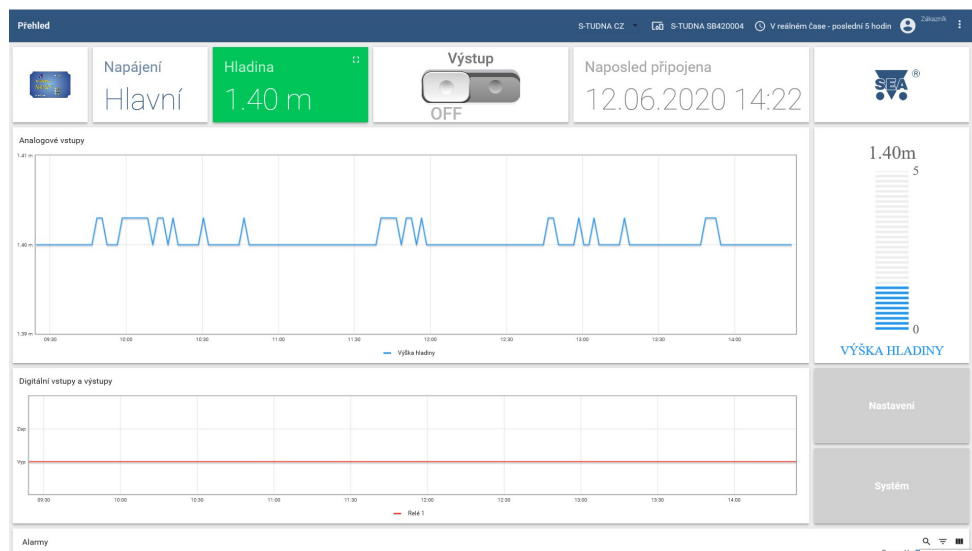 Přehled
S-TUDNA CZ
S-TUDNA SB420004
V reálném čase - poslední 5 hodin
Zákazník
Napájení
Hlavní
Hladina
1.40 m
Výstup
OFF
Naposled připojena
12.06.2020 14:22
SEA ®
Analogové vstupy
1.41 m
1.40 m
1.39 m
09:30 10:00 10:30 11:00 11:30 12:00 12:30 13:00 13:30 14:00
Výška hladiny
1.40m
5
0
VÝŠKA HLADINY
Digitální vstupy a výstupy
Zap
Vyp
09:30 10:00 10:30 11:00 11:30 12:00 12:30 13:00 13:30 14:00
Relé 1
Nastavení
Systém
Alarmy